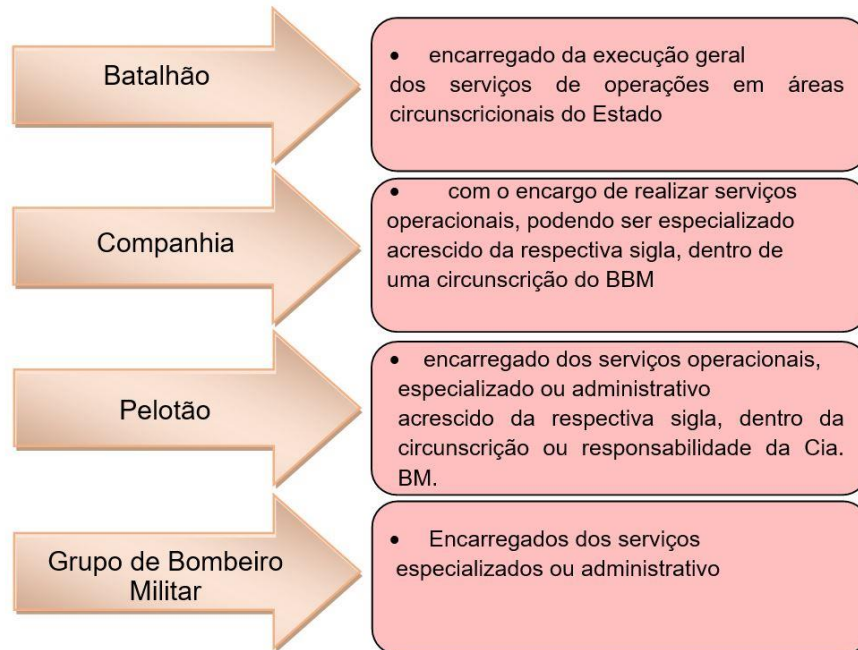 Batalhão
• encarregado da execução geral
dos serviços de operações em áreas
circunscricionais do Estado
Companhia
• com o encargo de realizar serviços
operacionais, podendo ser especializado
acrescido da respectiva sigla, dentro de
uma circunscrição do BBM
Pelotão
• encarregado dos serviços operacionais,
especializado ou administrativo
acrescido da respectiva sigla, dentro da
circunscrição ou responsabilidade da Cia.
BM.
Grupo de Bombeiro
Militar
• Encarregados dos serviços
especializados ou administrativo